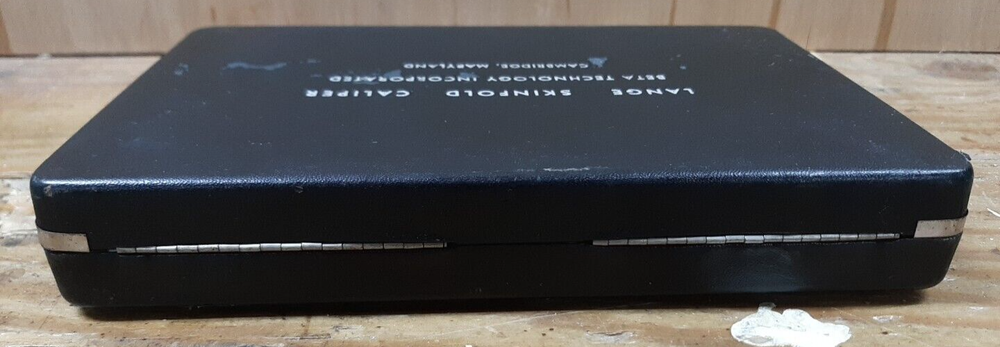 LANGE SKINFOLD CALIPER
BETA TECHNOLOGY INCORPORATED
CAMBRIDGE, MARYLAND